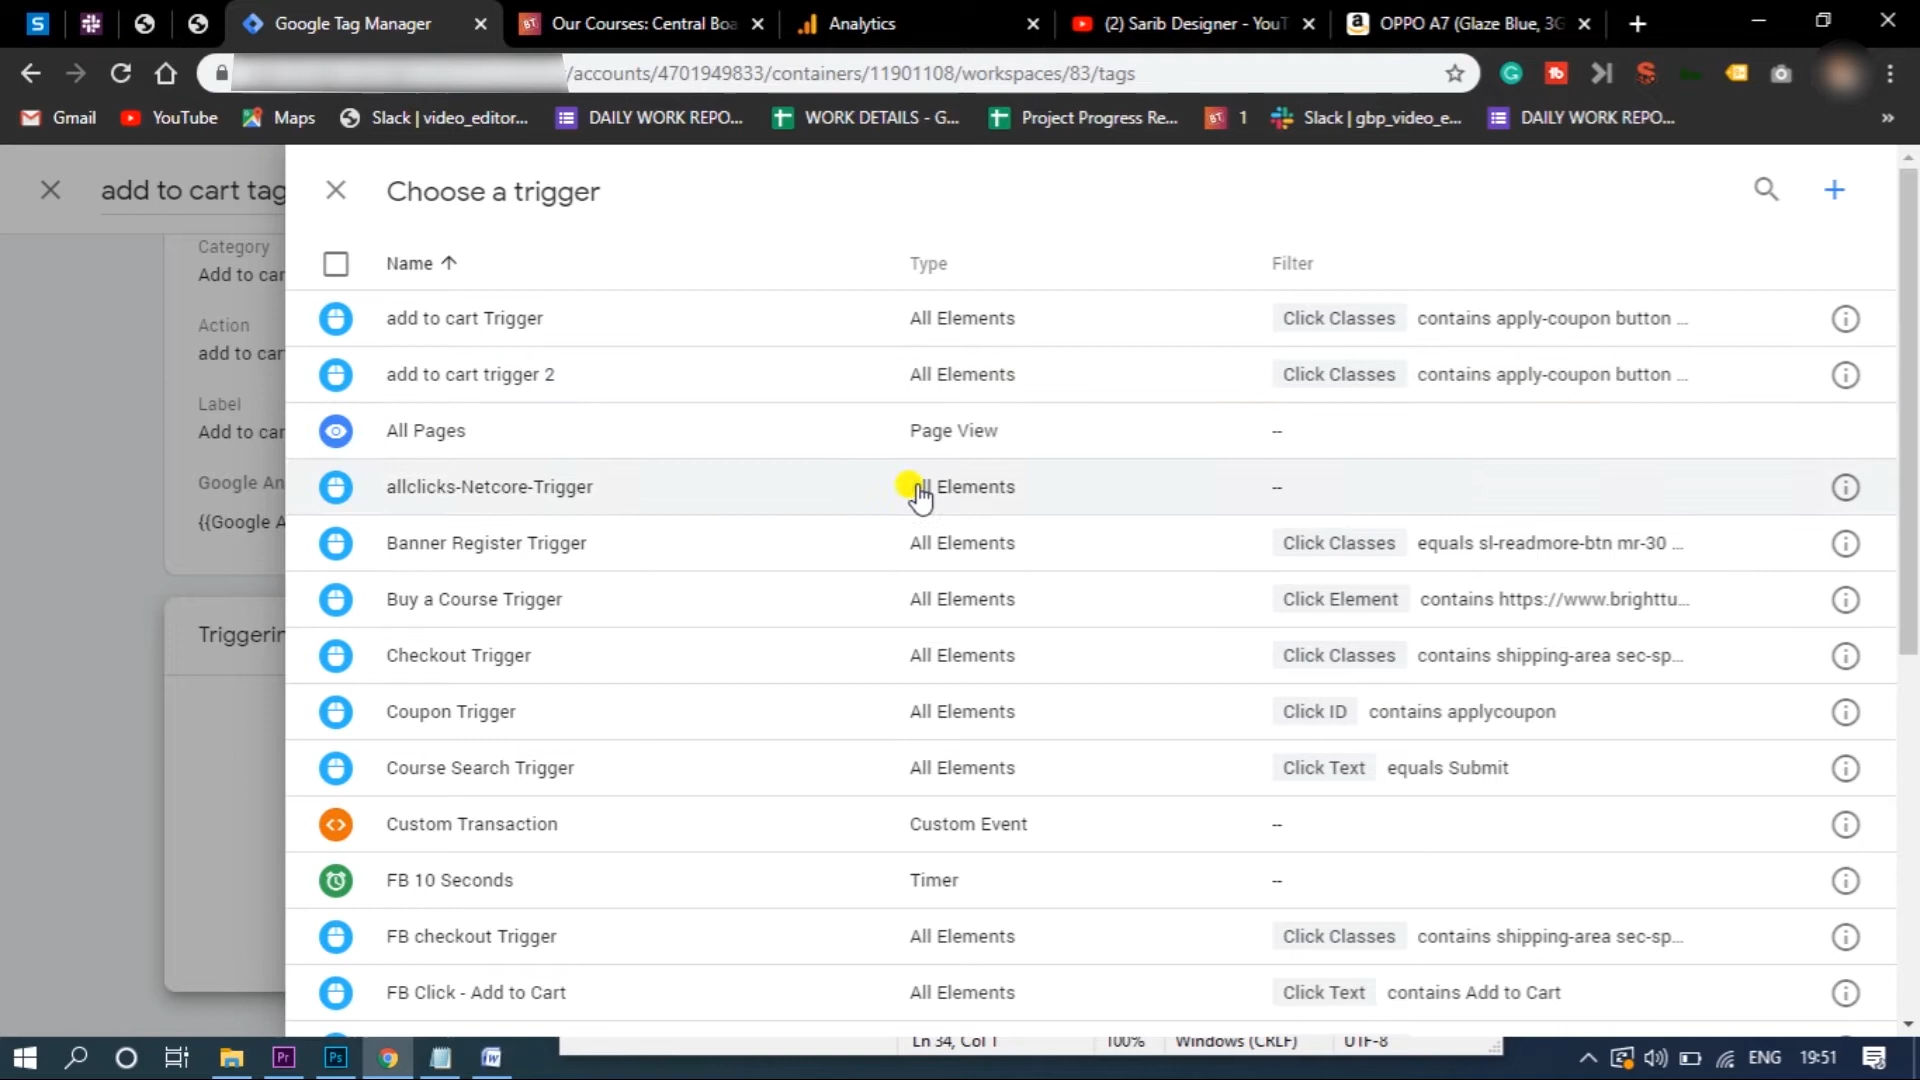 Google Tag Manager
Our Courses: Central Boa
Analytics
(2) Sarib Designer - YouT
OPPO A7 (Glaze Blue, 3G
/accounts/4701949833/containers/11901108/workspaces/83/tags
Gmail
YouTube
Maps
Slack | video_editor...
DAILY WORK REPO...
WORK DETAILS - G...
Project Progress Re...
1
Slack | gbp_video_e...
DAILY WORK REPO...
»
add to cart tag
Choose a trigger
Category
Add to car
Action
add to car
Label
Add to car
Google An
{{Google A
Triggerin
Name Type Filter
add to cart Trigger All Elements Click Classes contains apply-coupon button ...
add to cart trigger 2 All Elements Click Classes contains apply-coupon button ...
All Pages Page View --
allclicks-Netcore-Trigger All Elements --
Banner Register Trigger All Elements Click Classes equals sl-readmore-btn mr-30 ...
Buy a Course Trigger All Elements Click Element contains https://www.brighttu...
Checkout Trigger All Elements Click Classes contains shipping-area sec-sp...
Coupon Trigger All Elements Click ID contains applycoupon
Course Search Trigger All Elements Click Text equals Submit
Custom Transaction Custom Event --
FB 10 Seconds Timer --
FB checkout Trigger All Elements Click Classes contains shipping-area sec-sp...
FB Click - Add to Cart All Elements Click Text contains Add to Cart
Ln 34, Col 1 100% Windows (CRLF) UTF-8
ENG 19:51